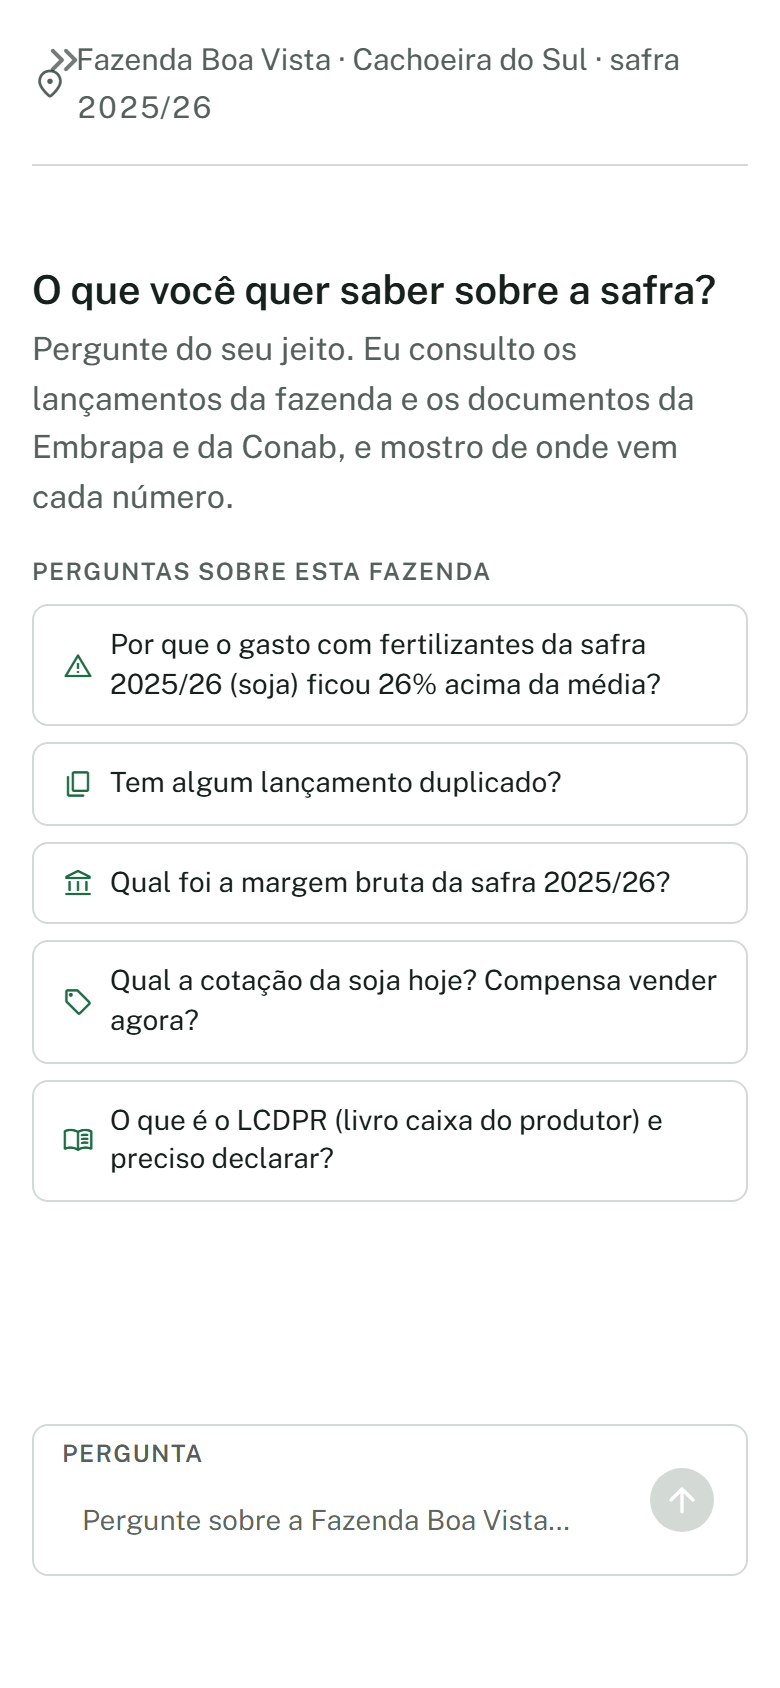 Fazenda Boa Vista · Cachoeira do Sul · safra
2025/26
O que você quer saber sobre a safra?
Pergunte do seu jeito. Eu consulto os
lançamentos da fazenda e os documentos da
Embrapa e da Conab, e mostro de onde vem
cada número.
PERGUNTAS SOBRE ESTA FAZENDA
Por que o gasto com fertilizantes da safra
2025/26 (soja) ficou 26% acima da média?
Tem algum lançamento duplicado?
Qual foi a margem bruta da safra 2025/26?
Qual a cotação da soja hoje? Compensa vender
agora?
O que é o LCDPR (livro caixa do produtor) e
preciso declarar?
PERGUNTA
Pergunte sobre a Fazenda Boa Vista...